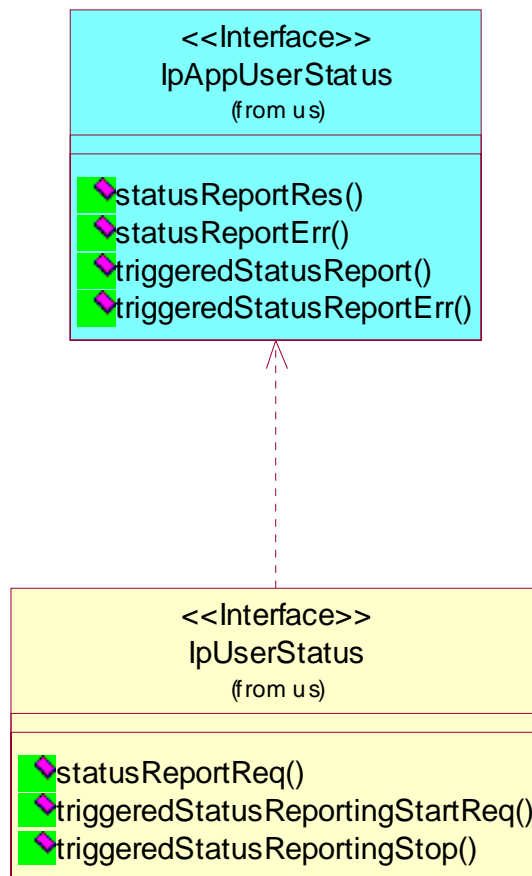 <<Interface>>
IpAppUserStatus
(from us)
statusReportRes()
statusReportErr()
triggeredStatusReport()
triggeredStatusReportErr()
<<Interface>>
IpUserStatus
(from us)
statusReportReq()
triggeredStatusReportingStartReq()
triggeredStatusReportingStop()